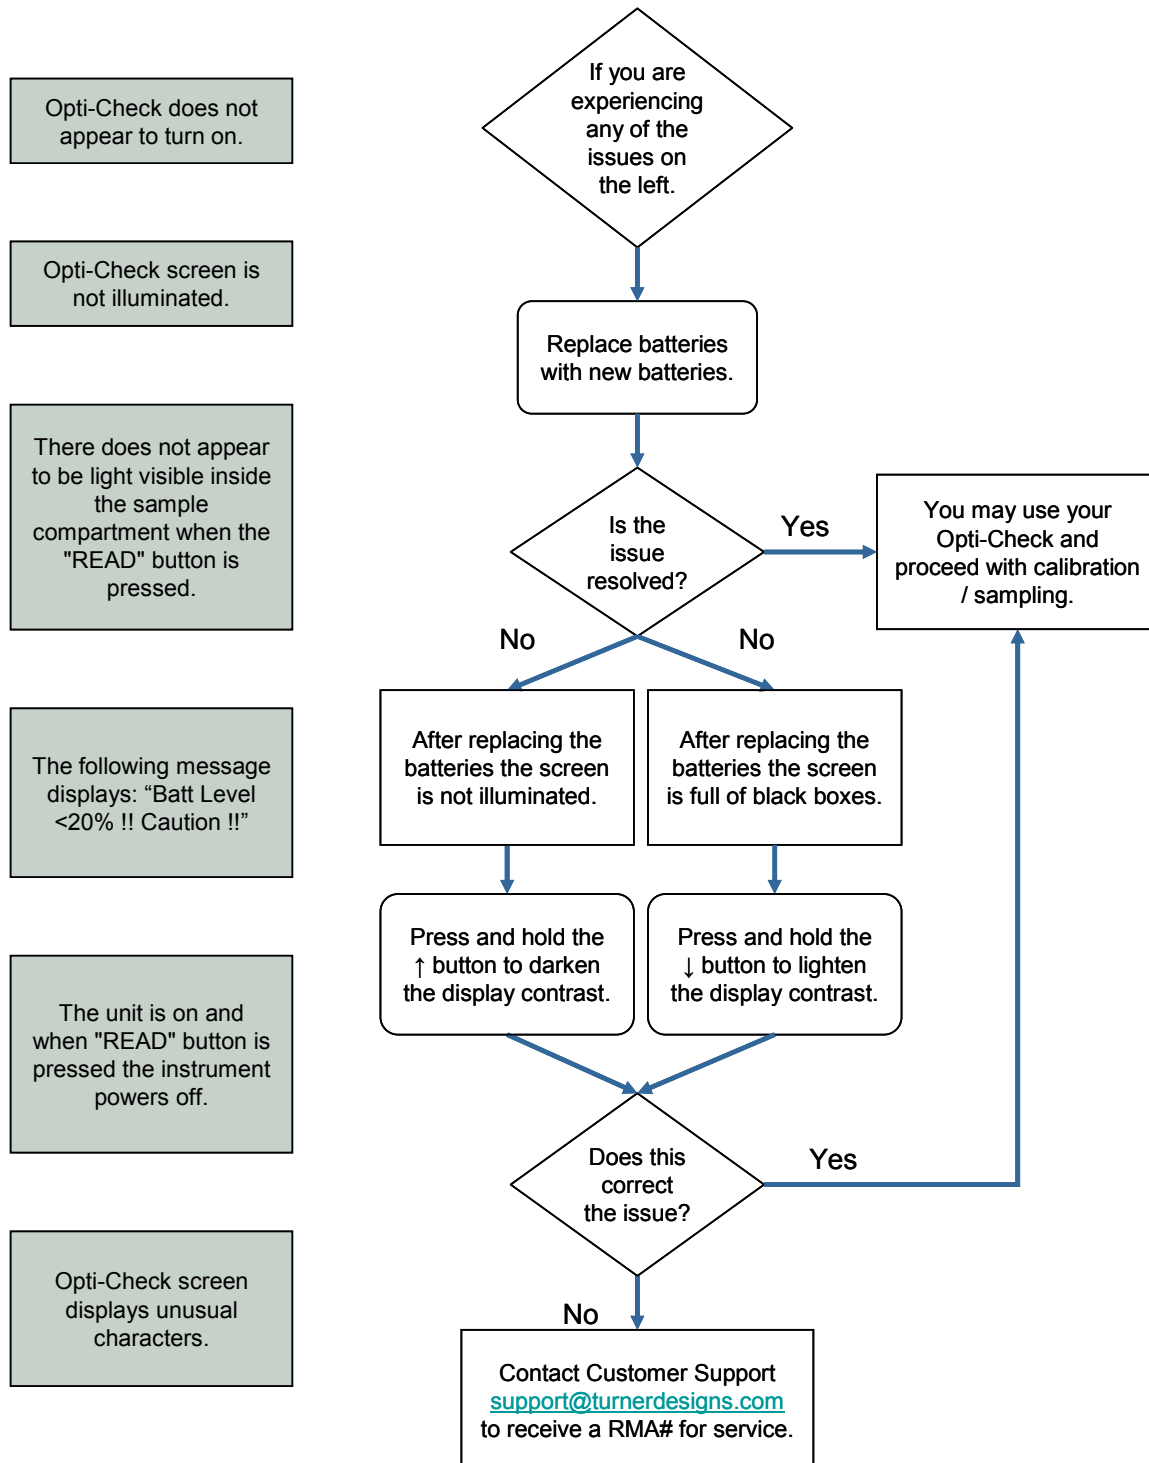 Opti-Check does not
appear to turn on.
Opti-Check screen is
not illuminated.
There does not appear
to be light visible inside
the sample
compartment when the
"READ" button is
pressed.
The following message
displays: “Batt Level
<20% !! Caution !!”
The unit is on and
when "READ" button is
pressed the instrument
powers off.
Opti-Check screen
displays unusual
characters.
If you are
experiencing
any of the
issues on
the left.
Replace batteries
with new batteries.
Is the
issue
resolved?
Yes
You may use your
Opti-Check and
proceed with calibration
/ sampling.
No
No
After replacing the
batteries the screen
is not illuminated.
After replacing the
batteries the screen
is full of black boxes.
Press and hold the
↑ button to darken
the display contrast.
Press and hold the
↓ button to lighten
the display contrast.
Does this
correct
the issue?
Yes
No
Contact Customer Support
support@turnerdesigns.com
to receive a RMA# for service.